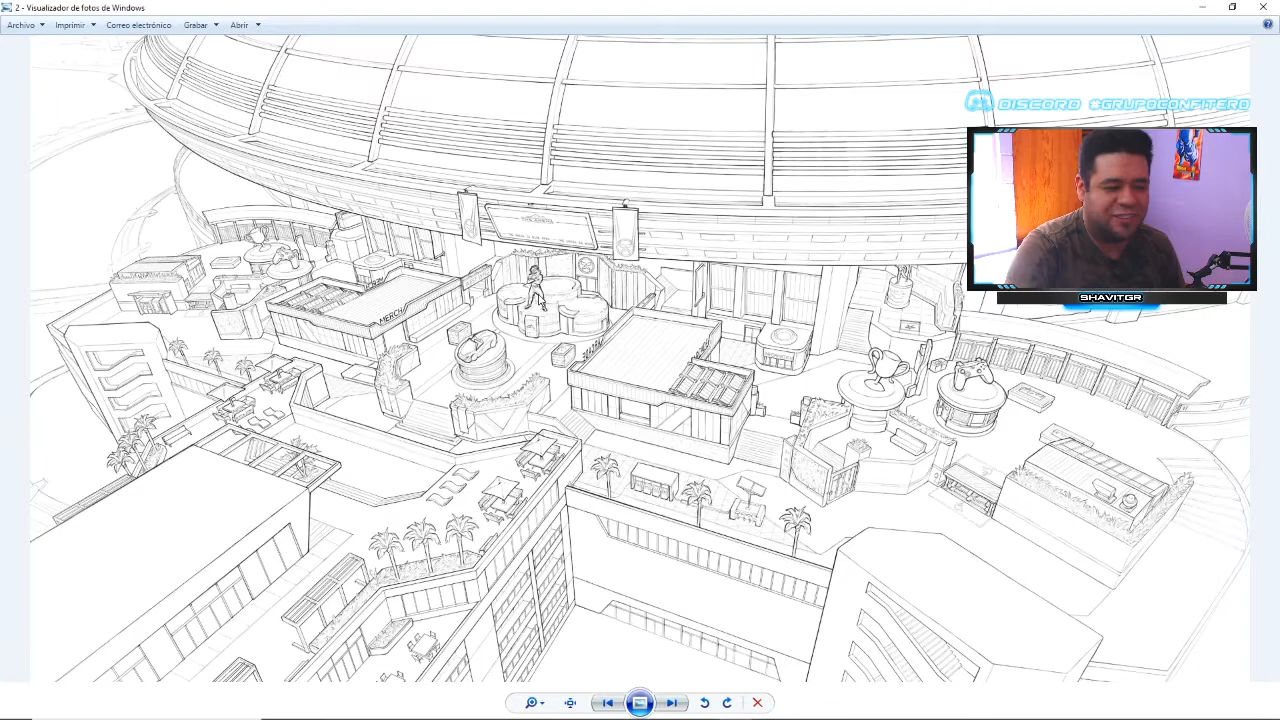 2 - Visualizador de fotos de Windows
Archivo Imprimir Correo electrónico Grabar Abrir
DISCORD #GRUPOCONFITERO
SHAVITGR
MERCH